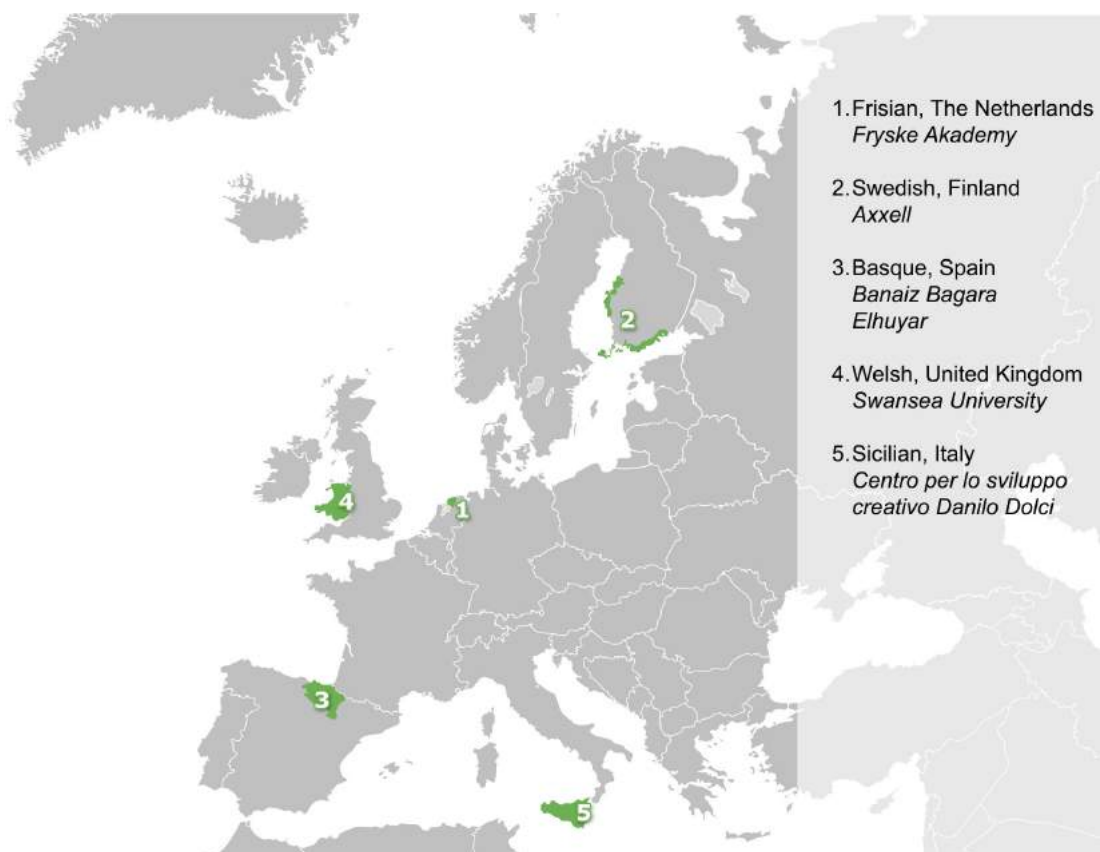 1. Frisian, The Netherlands
Fryske Akademy
2. Swedish, Finland
Axxell
3. Basque, Spain
Banaiz Bagara
Elhuyar
4. Welsh, United Kingdom
Swansea University
5. Sicilian, Italy
Centro per lo sviluppo
creativo Danilo Dolci
2
4
1
3
5